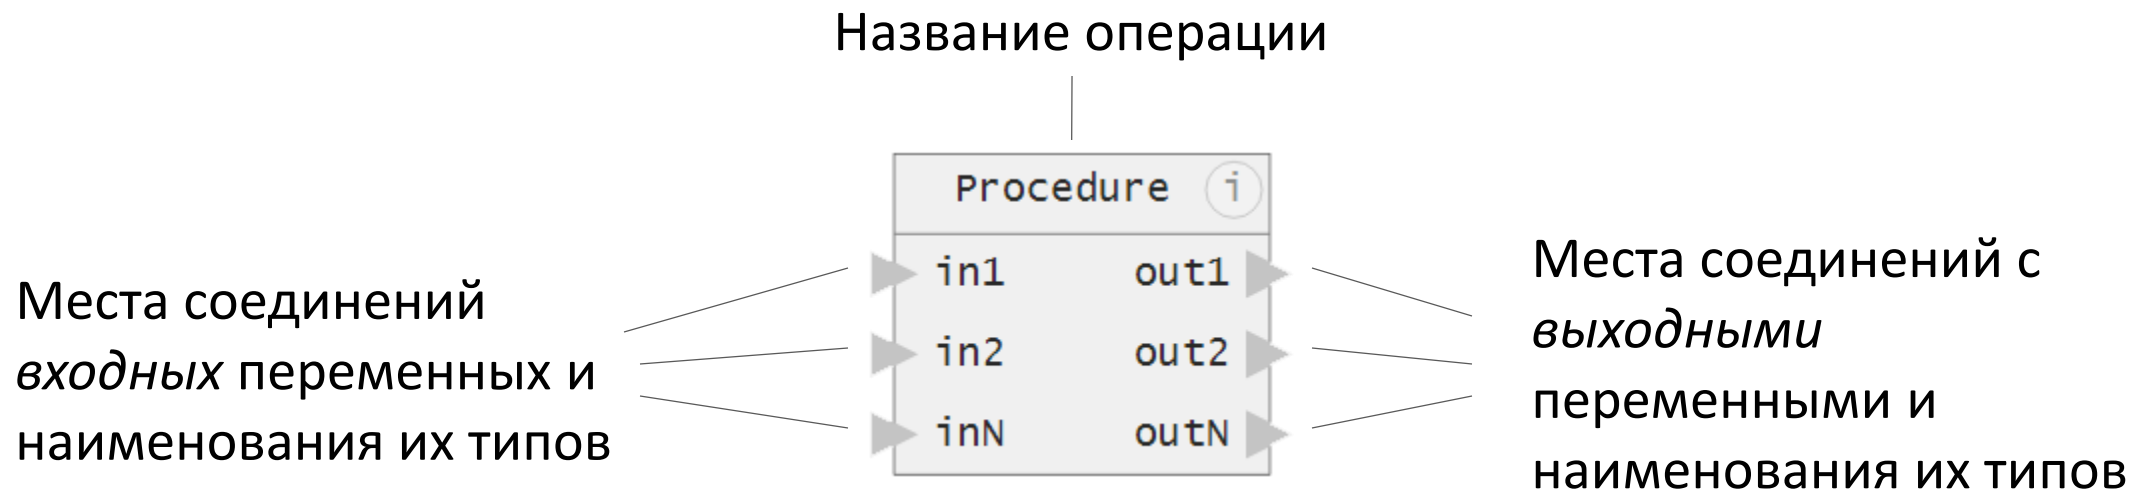 Название операции
Procedure i
in1 out1
in2 out2
inN outN
Места соединений
входных переменных и
наименования их типов
Места соединений с
выходными
переменными и
наименования их типов